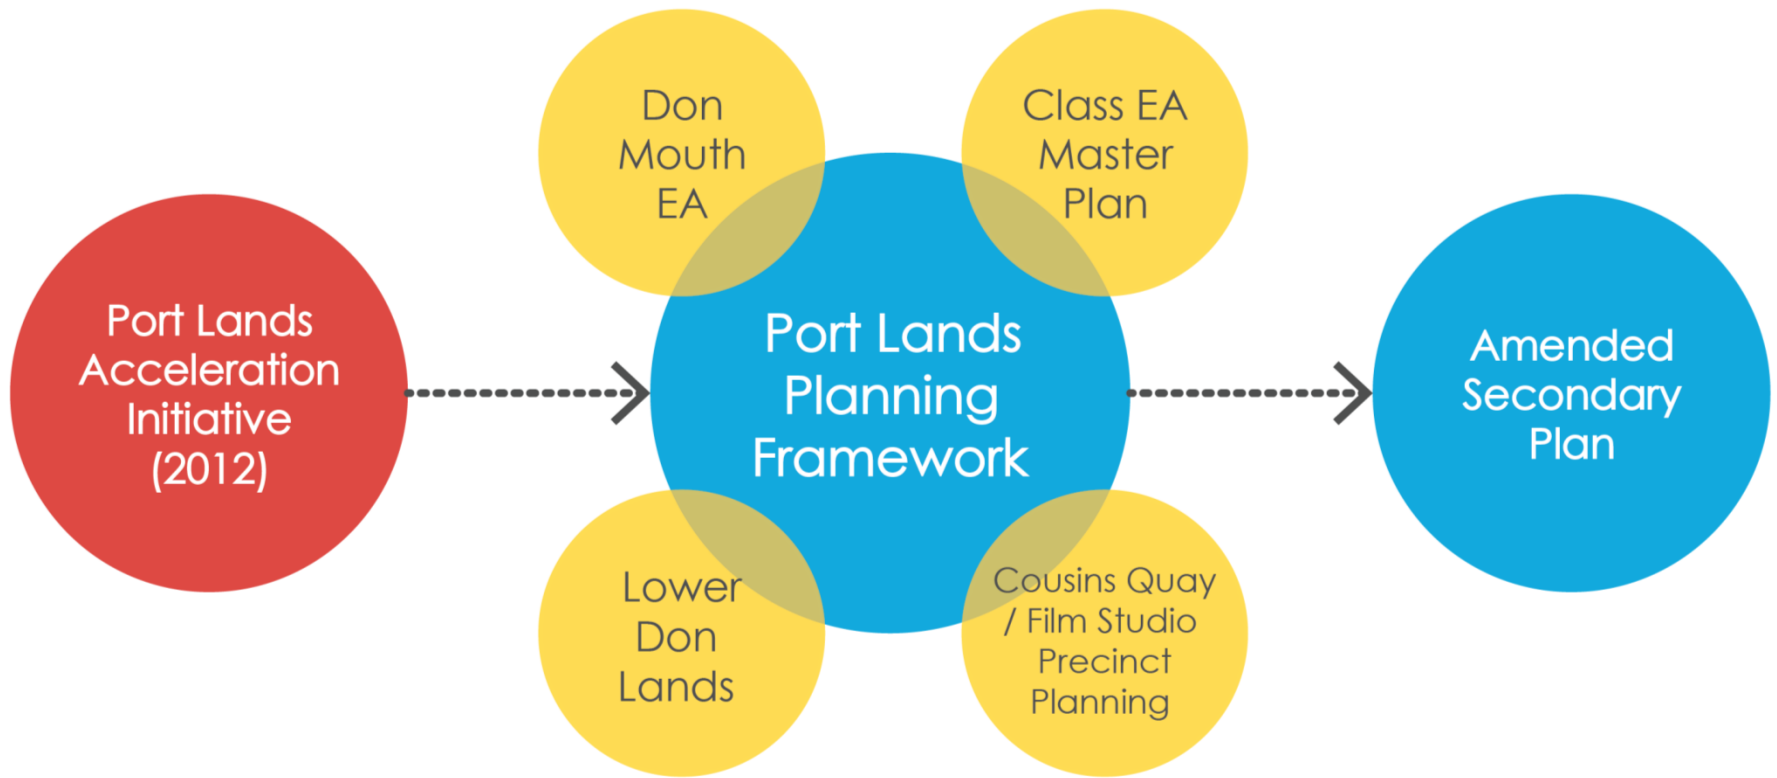 Port Lands
Acceleration
Initiative
(2012)
Don
Mouth
EA
Class EA
Master
Plan
Port Lands
Planning
Framework
Lower
Don
Lands
Cousins Quay
/ Film Studio
Precinct
Planning
Amended
Secondary
Plan